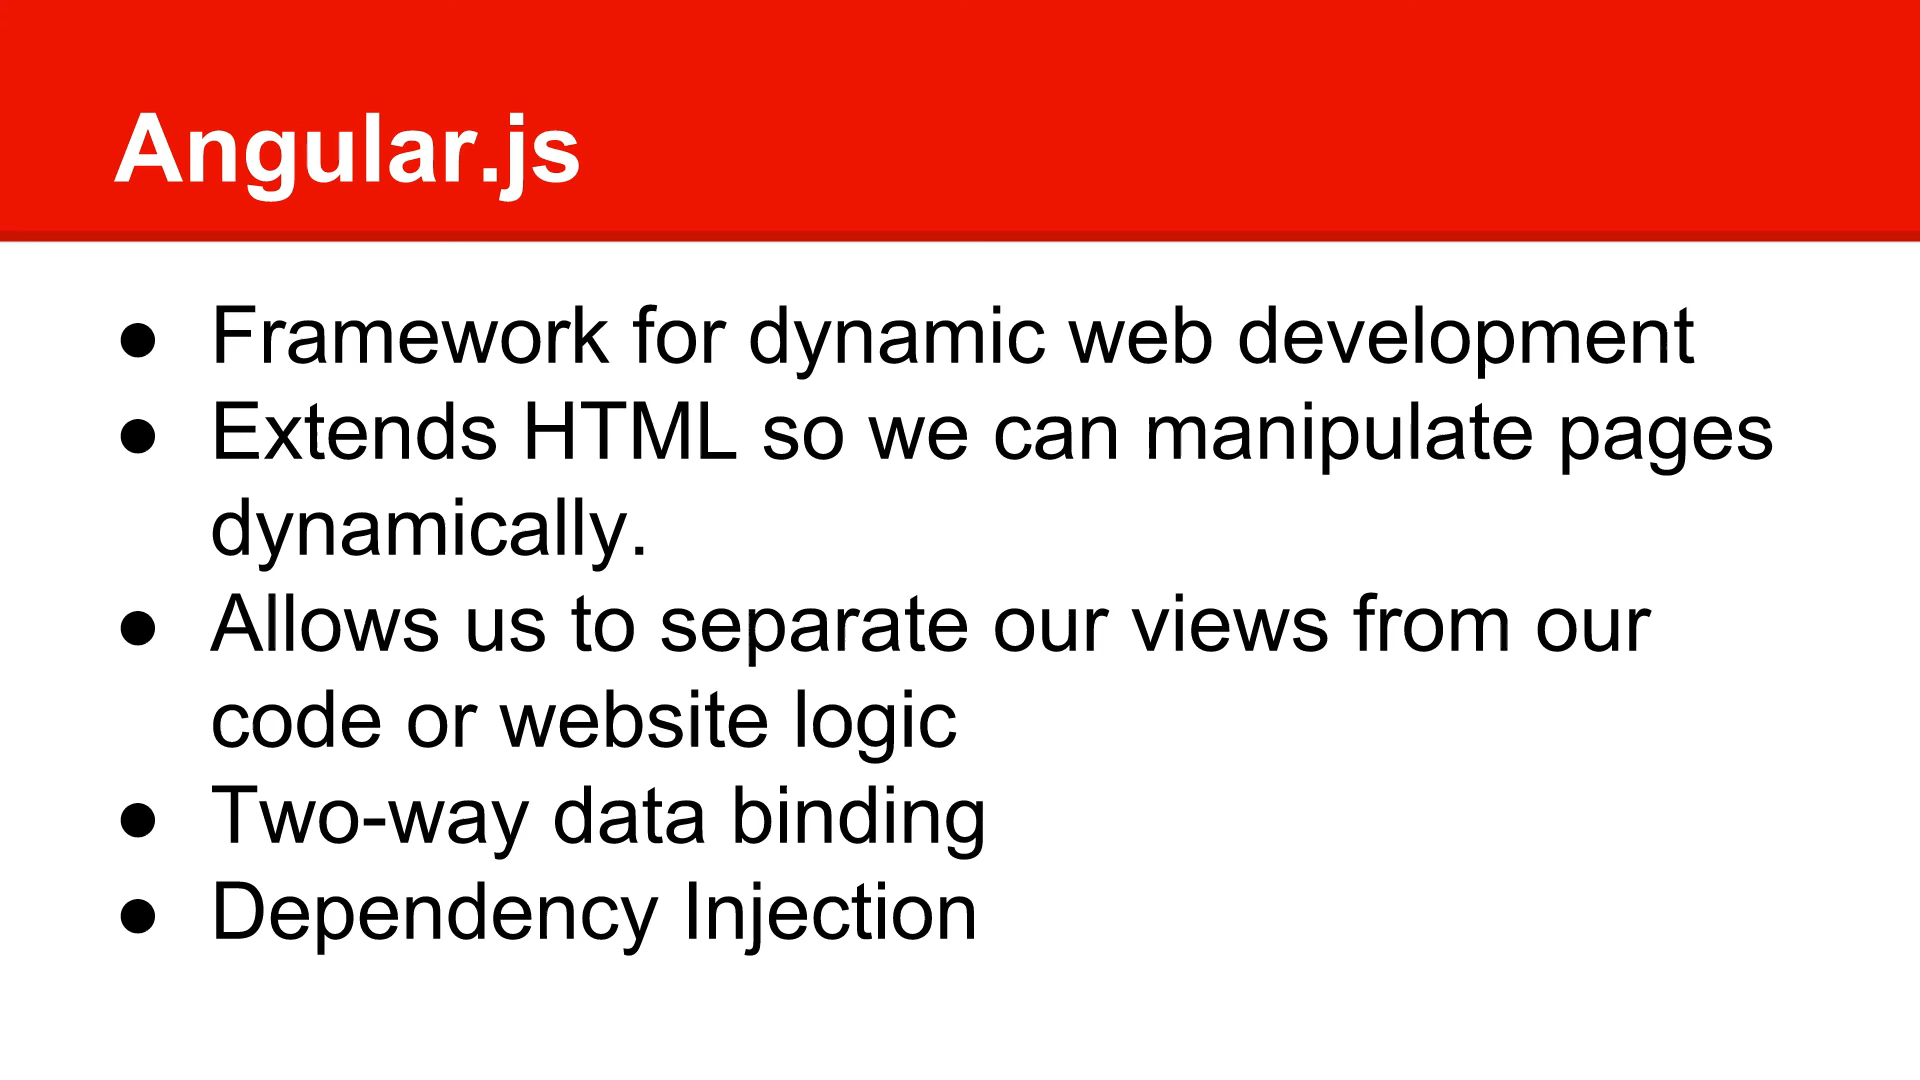 Angular.js
● Framework for dynamic web development
● Extends HTML so we can manipulate pages
dynamically.
● Allows us to separate our views from our
code or website logic
● Two-way data binding
● Dependency Injection